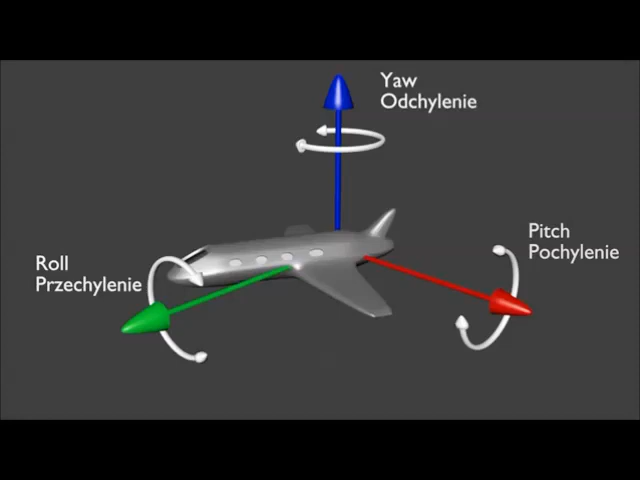 Yaw
Odchylenie
Pitch
Pochylenie
Roll
Przechylenie